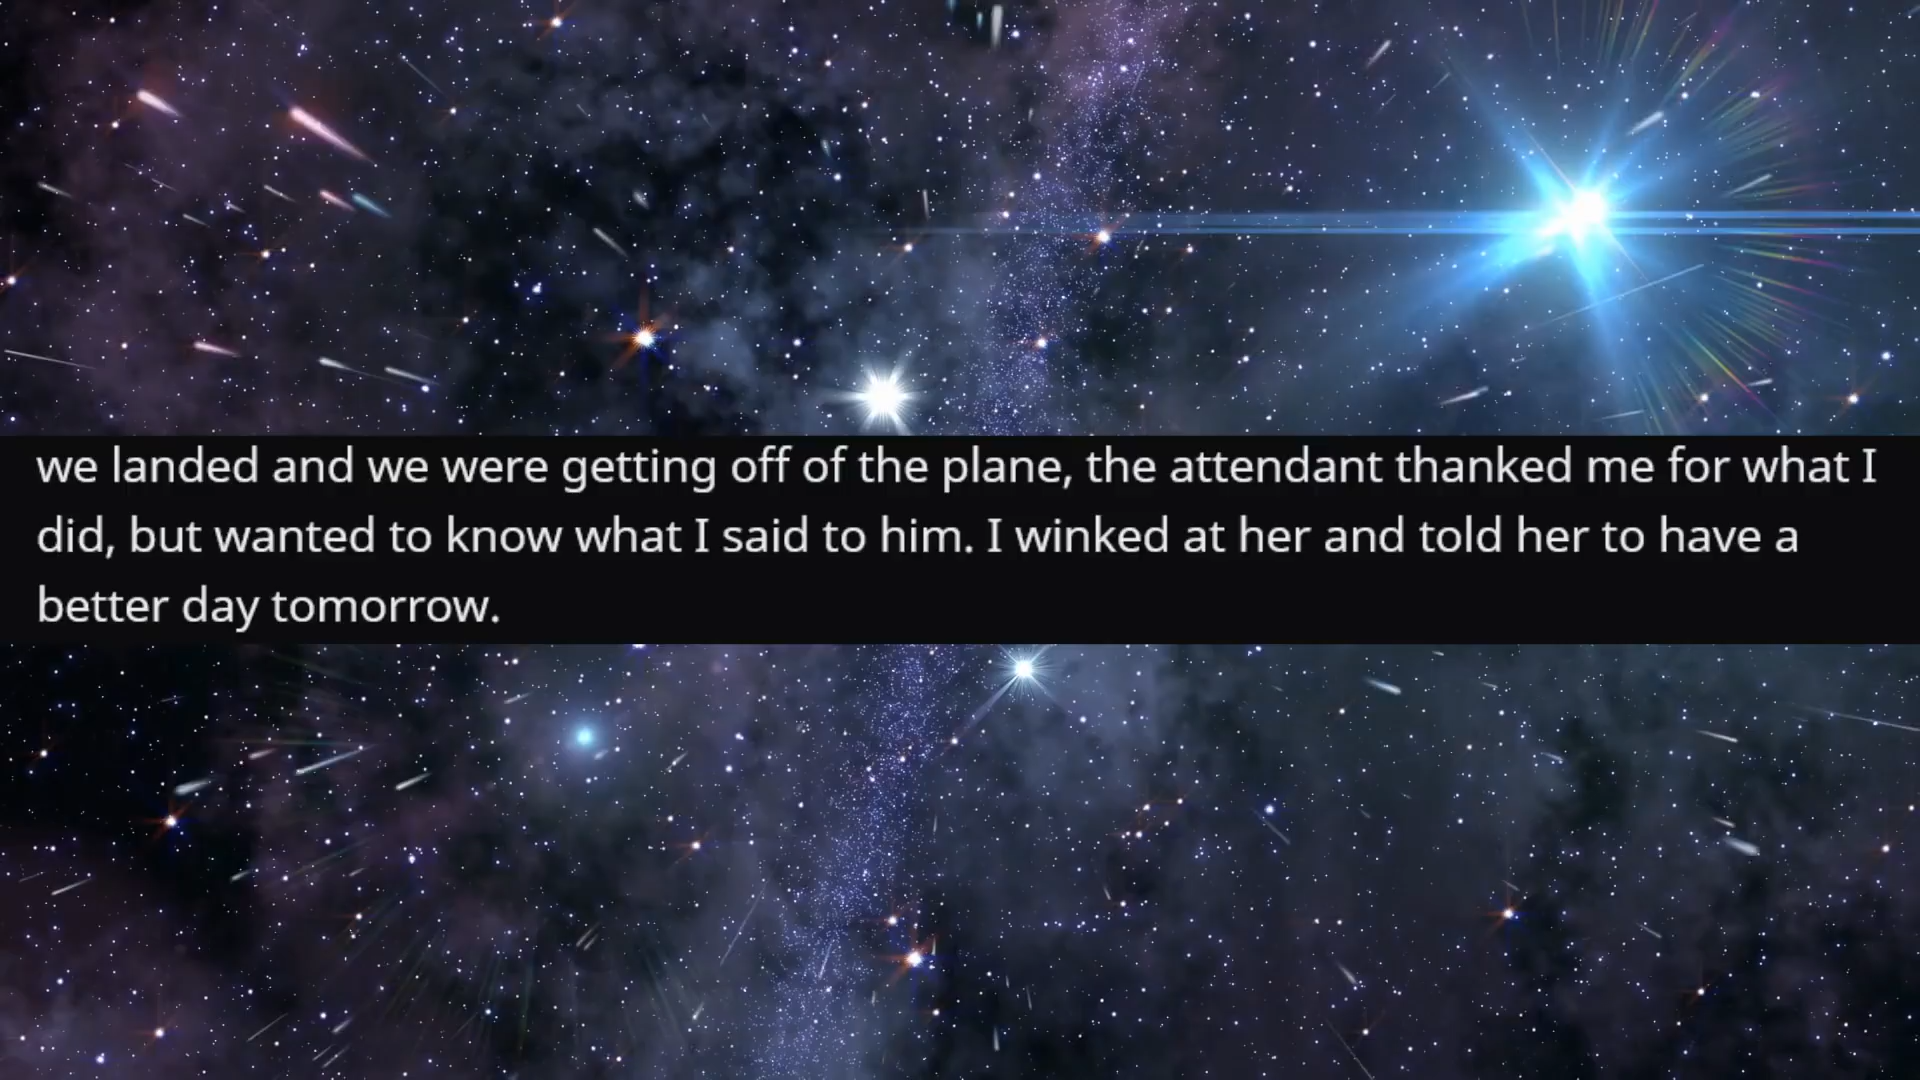 we landed and we were getting off of the plane, the attendant thanked me for what I
did, but wanted to know what I said to him. I winked at her and told her to have a
better day tomorrow.